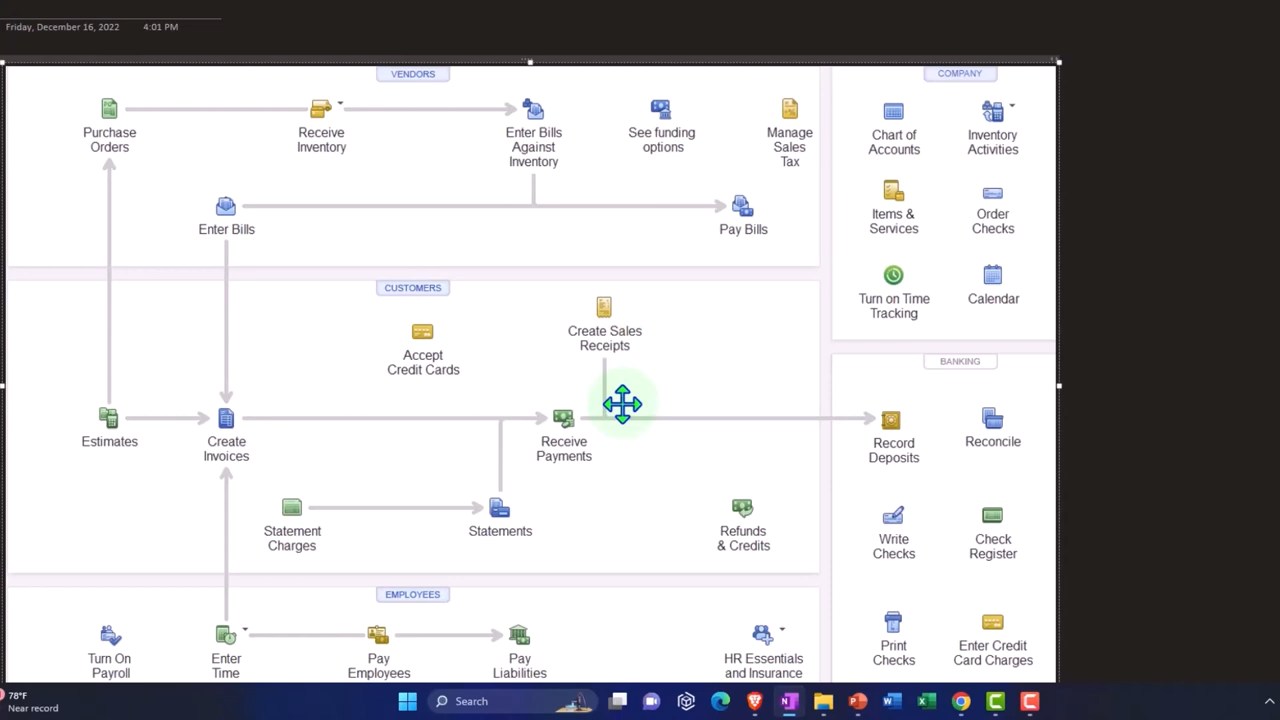 Friday, December 16, 2022 4:01 PM
VENDORS
COMPANY
Purchase
Orders
Receive
Inventory
Enter Bills
Against
Inventory
See funding
options
Manage
Sales
Tax
Chart of
Accounts
Inventory
Activities
Enter Bills
Pay Bills
Items &
Services
Order
Checks
Turn on Time
Tracking
Calendar
CUSTOMERS
Create Sales
Receipts
Accept
Credit Cards
BANKING
Estimates
Create
Invoices
Receive
Payments
Record
Deposits
Reconcile
Statement
Charges
Statements
Refunds
& Credits
Write
Checks
Check
Register
EMPLOYEES
Turn On
Payroll
Enter
Time
Pay
Employees
Pay
Liabilities
HR Essentials
and Insurance
Print
Checks
Enter Credit
Card Charges
78°F
Near record
Search